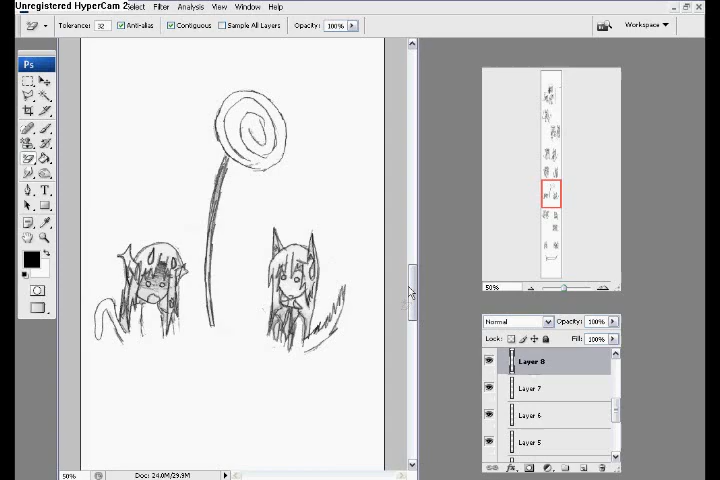 Unregistered HyperCam 2
Select Filter Analysis View Window Help
Tolerance: 32 Anti-alias Contiguous Sample All Layers Opacity: 100% Workspace
Ps
T
50% Doc: 24.0M/29.9M
50%
Normal Opacity: 100%
Lock: Fill: 100%
Layer 8
Layer 7
Layer 6
Layer 5